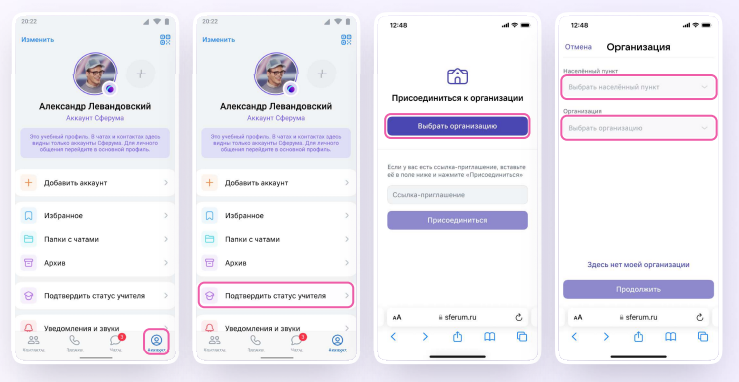 20:22
Изменить
Александр Левандовский
Аккаунт Сферума
Это учебный профиль. В чатах и контактах здесь
видны только аккаунты Сферума. Для личного
общения перейдите в основной профиль.
Добавить аккаунт
Избранное
Папки с чатами
Архив
Подтвердить статус учителя
Уведомления и звуки
Контакты
Звонки
Чаты
3
Аккаунт
20:22
Изменить
Александр Левандовский
Аккаунт Сферума
Это учебный профиль. В чатах и контактах здесь
видны только аккаунты Сферума. Для личного
общения перейдите в основной профиль.
Добавить аккаунт
Избранное
Папки с чатами
Архив
Подтвердить статус учителя
Уведомления и звуки
Контакты
Звонки
Чаты
3
Аккаунт
12:48
Присоединиться к организации
Выбрать организацию
Если у вас есть ссылка-приглашение, вставьте
её в поле ниже и нажмите «Присоединиться»
Ссылка-приглашение
Присоединиться
AA
sferum.ru
12:48
Отмена
Организация
Населённый пункт
Выбрать населённый пункт
Организация
Выбрать организацию
Здесь нет моей организации
Продолжить
AA
sferum.ru